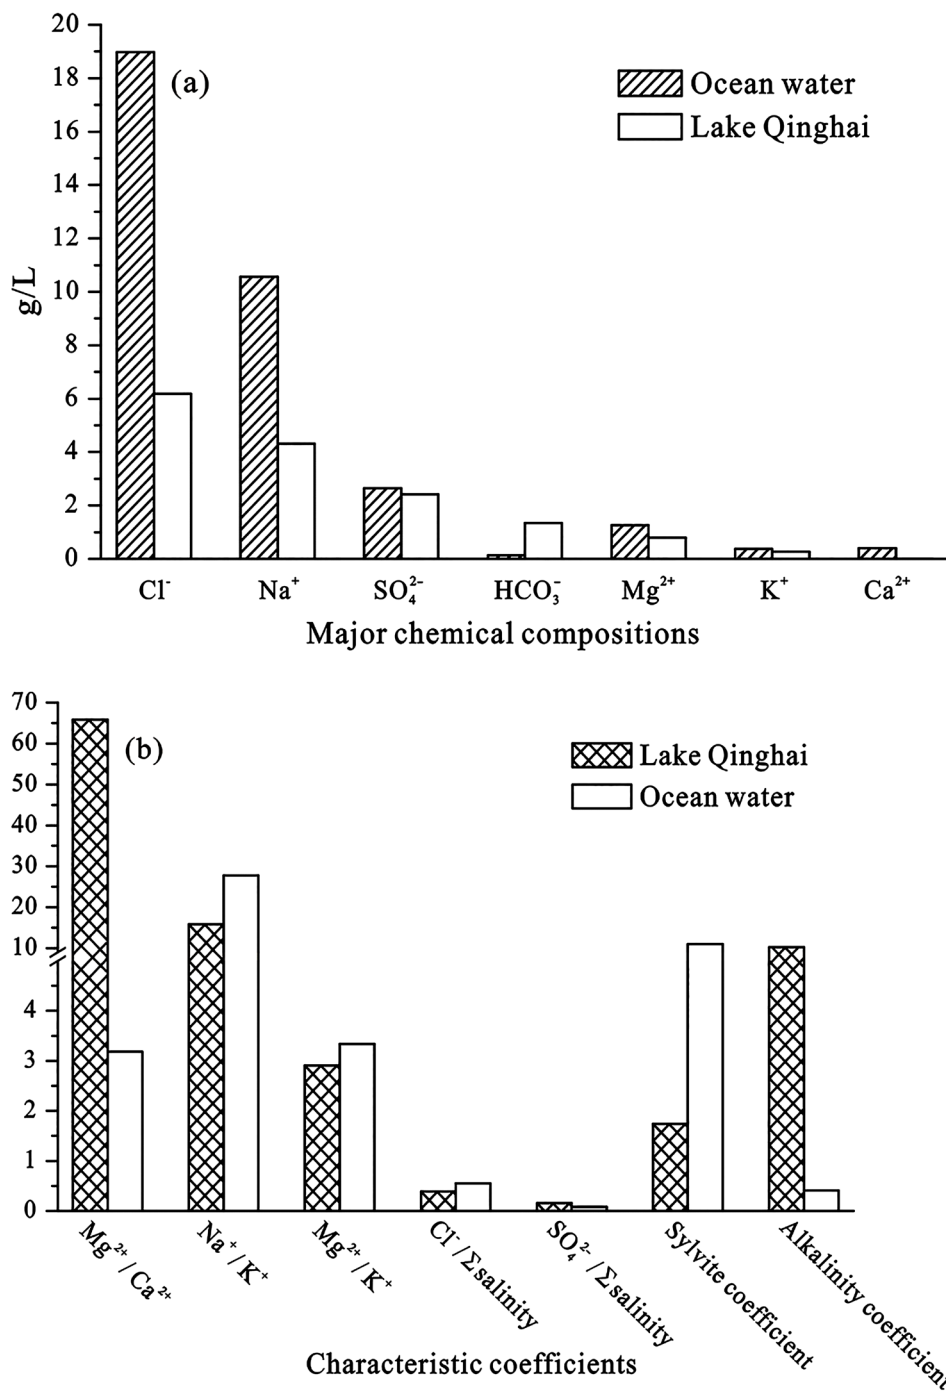 20
18
16
14
12
10
8
6
4
2
0
g/L
(a)
Ocean water
Lake Qinghai
Cl⁻ Na⁺ SO₄²⁻ HCO₃⁻ Mg²⁺ K⁺ Ca²⁺
Major chemical compositions
70
60
50
40
30
20
10
4
3
2
1
0
(b)
Lake Qinghai
Ocean water
Mg²⁺/Ca²⁺
Na⁺/K⁺
Mg²⁺/K⁺
Cl⁻/Σsalinity
SO₄²⁻/Σsalinity
Sylvite coefficient
Alkalinity coefficient
Characteristic coefficients